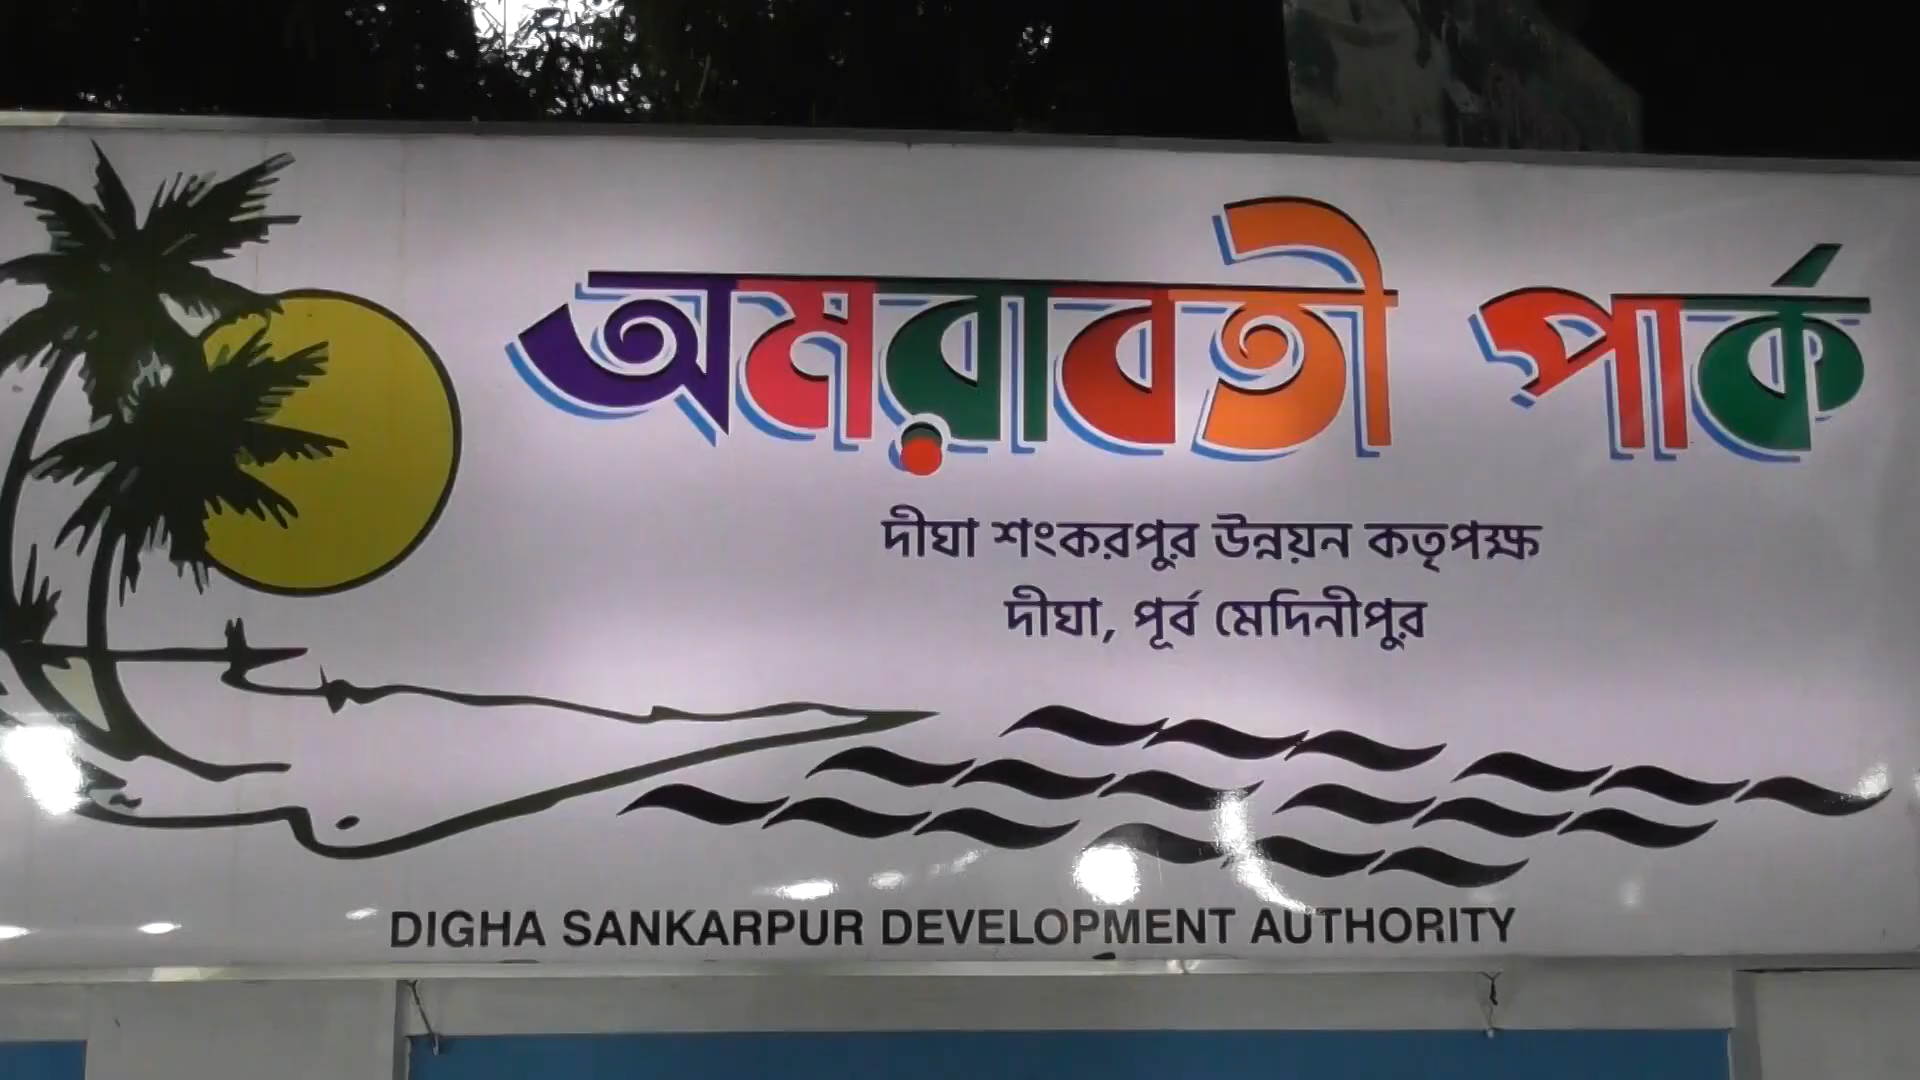 অমরাবতী পার্ক
দীঘা শংকরপুর উন্নয়ন কতৃপক্ষ
দীঘা, পূর্ব মেদিনীপুর
DIGHA SANKARPUR DEVELOPMENT AUTHORITY